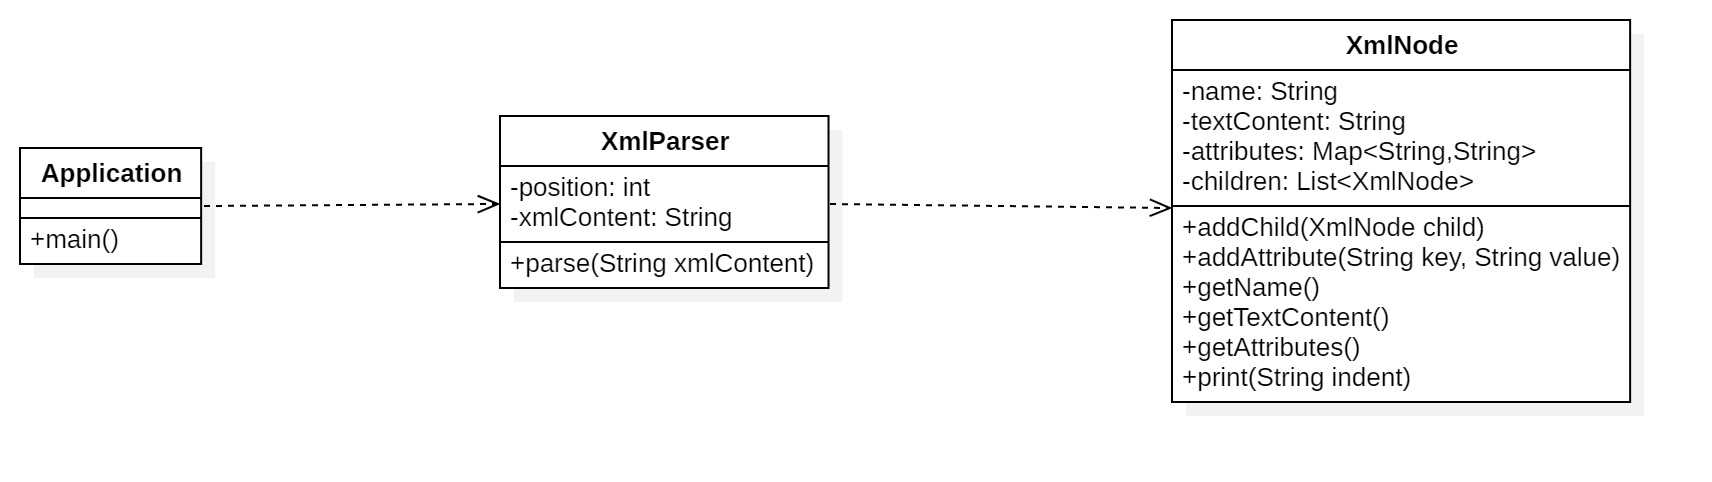 Application
+main()
XmlParser
-position: int
-xmlContent: String
+parse(String xmlContent)
XmlNode
-name: String
-textContent: String
-attributes: Map<String,String>
-children: List<XmlNode>
+addChild(XmlNode child)
+addAttribute(String key, String value)
+getName()
+getTextContent()
+getAttributes()
+print(String indent)